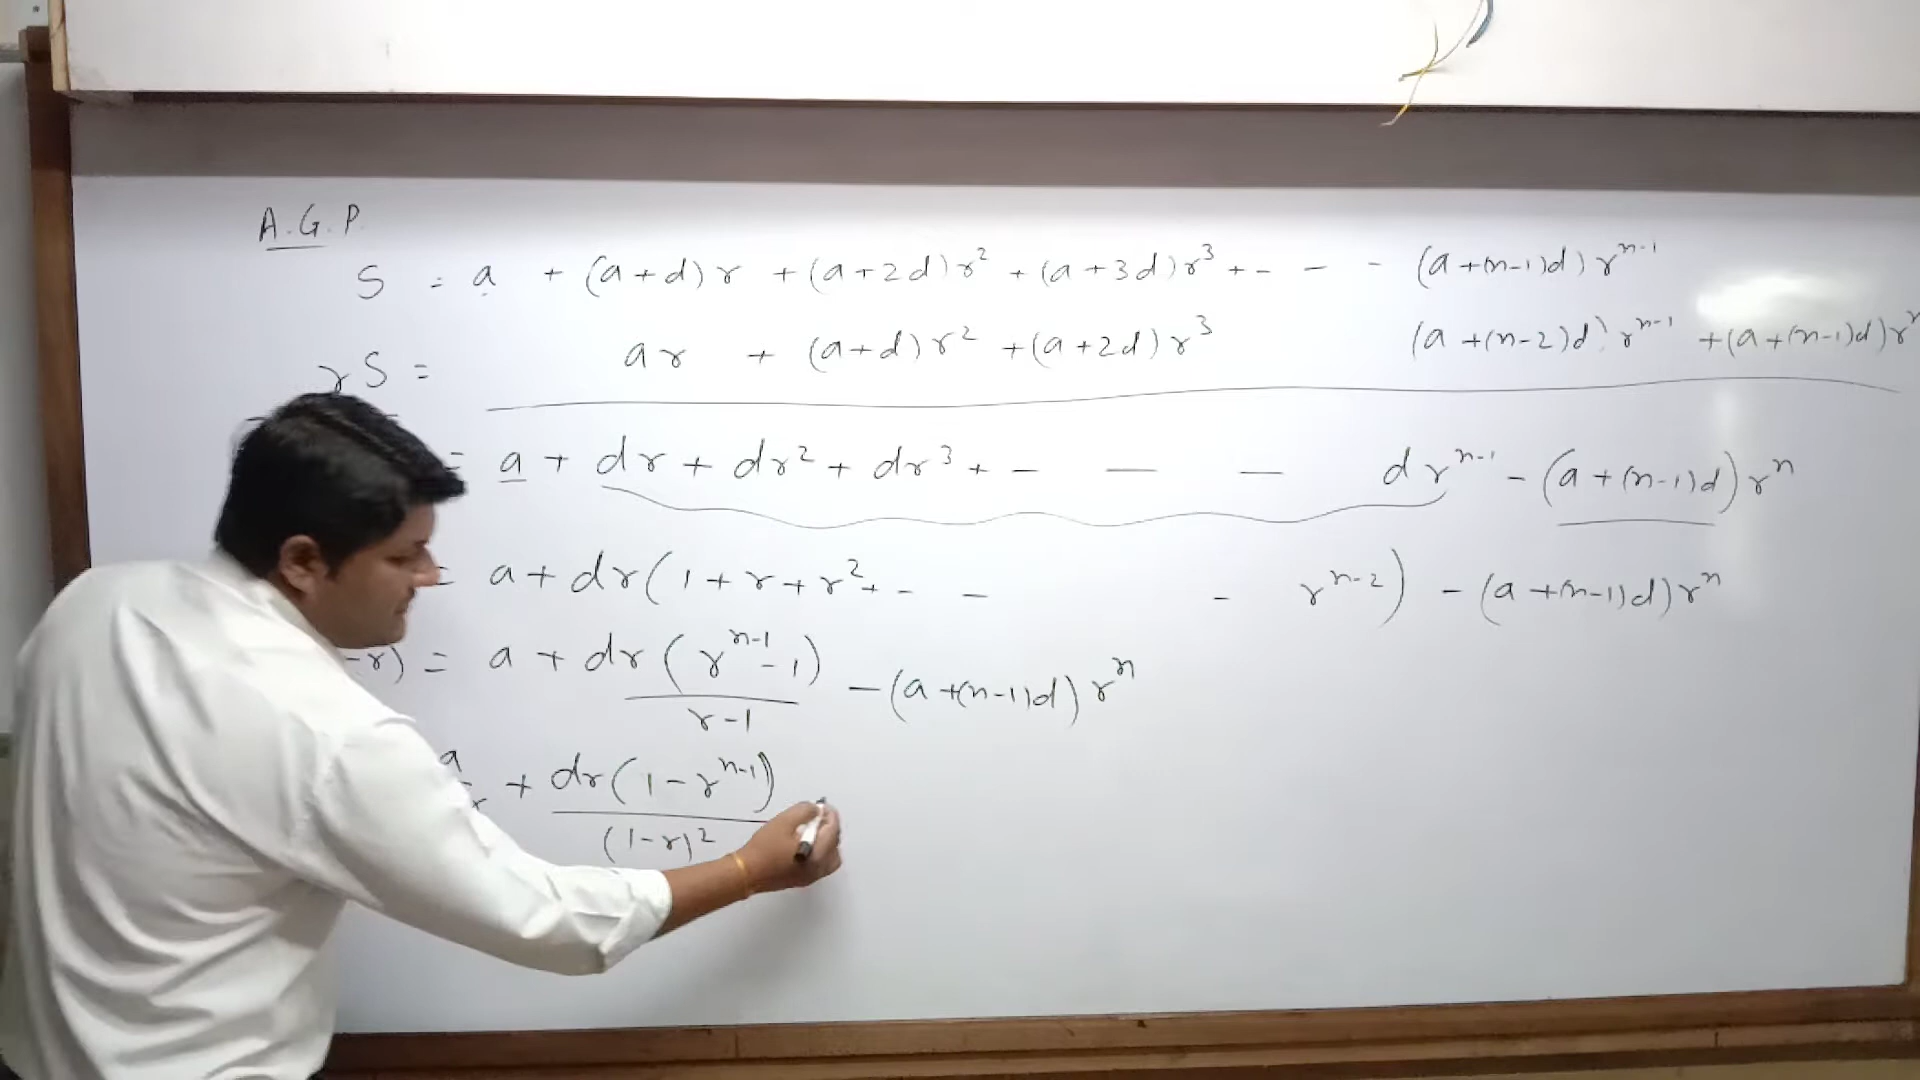 A.G.P.
S = a + (a+d)r + (a+2d)r² + (a+3d)r³ + - - - (a+(n-1)d)r^{n-1}
rS = ar + (a+d)r² + (a+2d)r³ (a+(n-2)d)r^{n-1} + (a+(n-1)d)r^n
= a + dr + dr² + dr³ + - — — dr^{n-1} - (a+(n-1)d)r^n
= a + dr(1 + r + r² + - - - r^{n-2}) - (a+(n-1)d)r^n
-r) = a + dr(r^{n-1} - 1) / r-1 - (a+(n-1)d)r^n
a / r + dr(1 - r^{n-1}) / (1-r)²